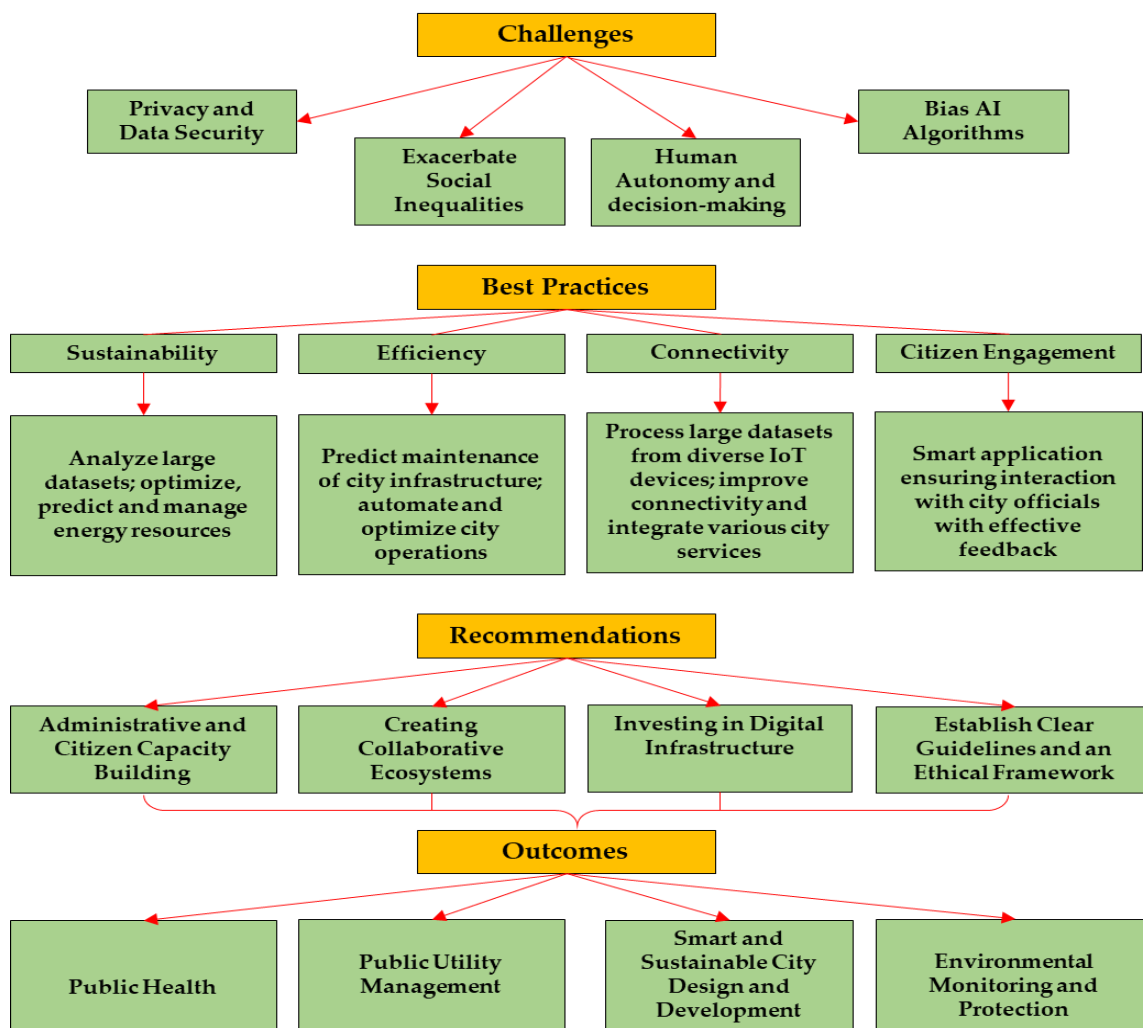 Challenges
Privacy and
Data Security
Exacerbate
Social
Inequalities
Human
Autonomy and
decision-making
Bias AI
Algorithms
Best Practices
Sustainability
Efficiency
Connectivity
Citizen Engagement
Analyze large
datasets; optimize,
predict and manage
energy resources
Predict maintenance
of city infrastructure;
automate and
optimize city
operations
Process large datasets
from diverse IoT
devices; improve
connectivity and
integrate various city
services
Smart application
ensuring interaction
with city officials
with effective
feedback
Recommendations
Administrative and
Citizen Capacity
Building
Creating
Collaborative
Ecosystems
Investing in Digital
Infrastructure
Establish Clear
Guidelines and an
Ethical Framework
Outcomes
Public Health
Public Utility
Management
Smart and
Sustainable City
Design and
Development
Environmental
Monitoring and
Protection